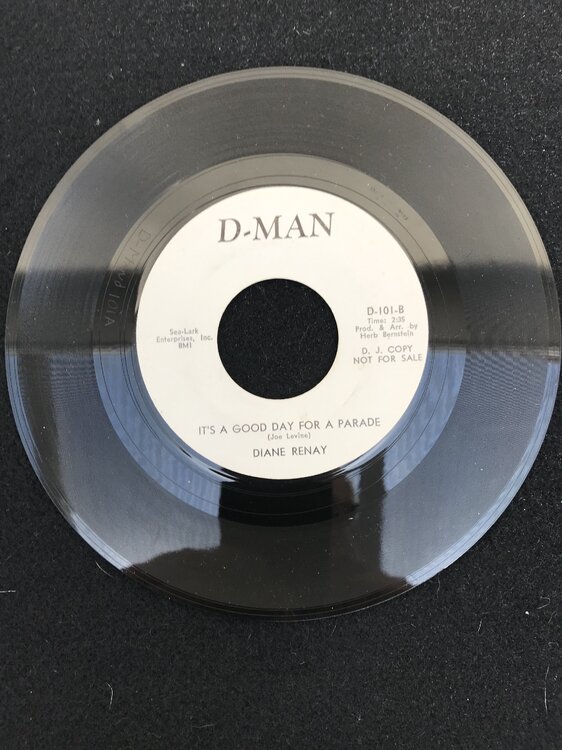 D-MAN
Sea-Lark
Enterprises, Inc.
BMI
D-101-B
Time: 2:35
Prod. & Arr. by
Herb Bernstein
D. J. COPY
NOT FOR SALE
IT'S A GOOD DAY FOR A PARADE
(Joe Levine)
DIANE RENAY